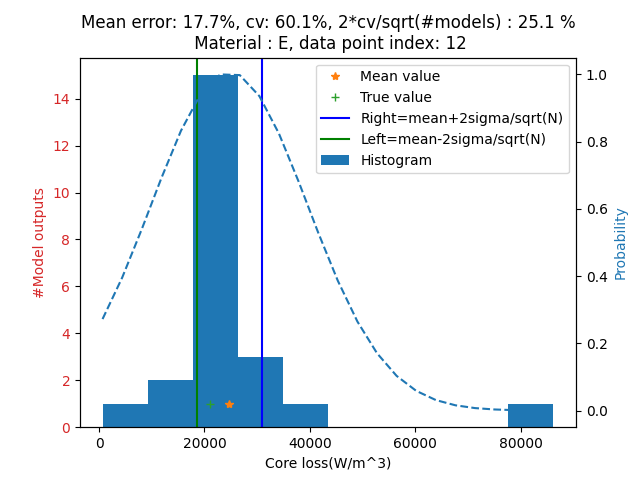 Mean error: 17.7%, cv: 60.1%, 2*cv/sqrt(#models) : 25.1 %
Material : E, data point index: 12
Mean value
True value
Right=mean+2sigma/sqrt(N)
Left=mean-2sigma/sqrt(N)
Histogram
#Model outputs
14
12
10
8
6
4
2
0
1.0
0.8
0.6
0.4
0.2
0.0
Probability
0 20000 40000 60000 80000
Core loss(W/m^3)